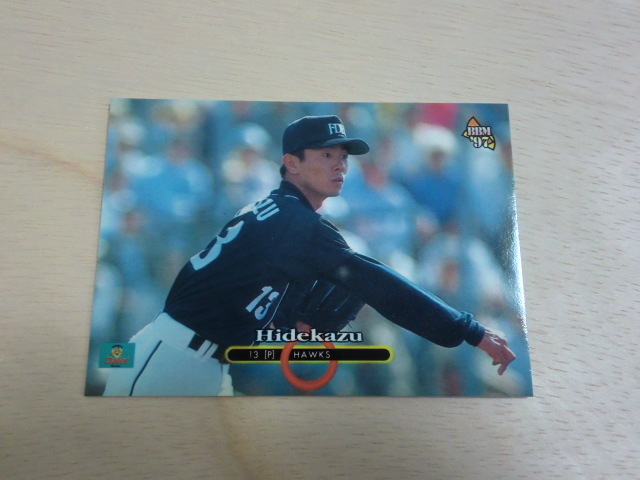 BBM
'97
13
Hidekazu
13 [P] HAWKS